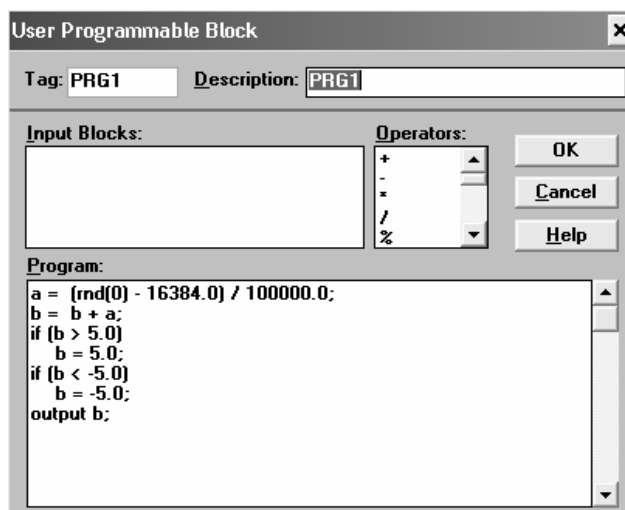 User Programmable Block
Tag: PRG1 Description: PRG1
Input Blocks:
Operators:
+
-
*
/
%
OK
Cancel
Help
Program:
a = (rnd(0) - 16384.0) / 100000.0;
b = b + a;
if (b > 5.0)
b = 5.0;
if (b < -5.0)
b = -5.0;
output b;